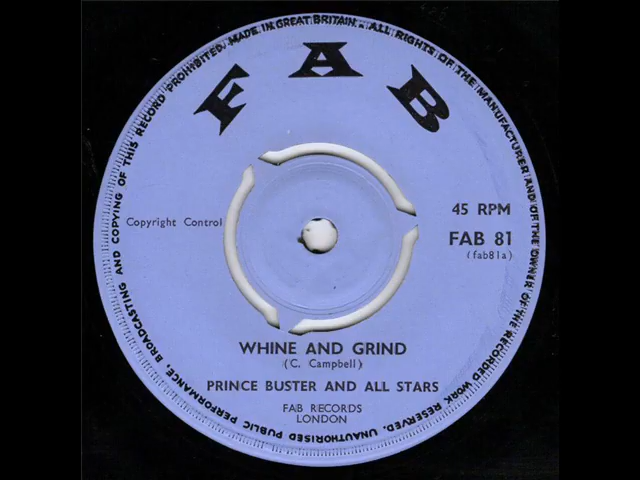 FAB
MADE IN GREAT BRITAIN . ALL RIGHTS OF THE MANUFACTURER AND OF THE OWNER OF THE RECORDED WORK RESERVED. UNAUTHORISED PUBLIC PERFORMANCE, BROADCASTING AND COPYING OF THIS RECORD PROHIBITED.
Copyright Control
45 RPM
FAB 81
(fab81a)
WHINE AND GRIND
(C. Campbell)
PRINCE BUSTER AND ALL STARS
FAB RECORDS
LONDON